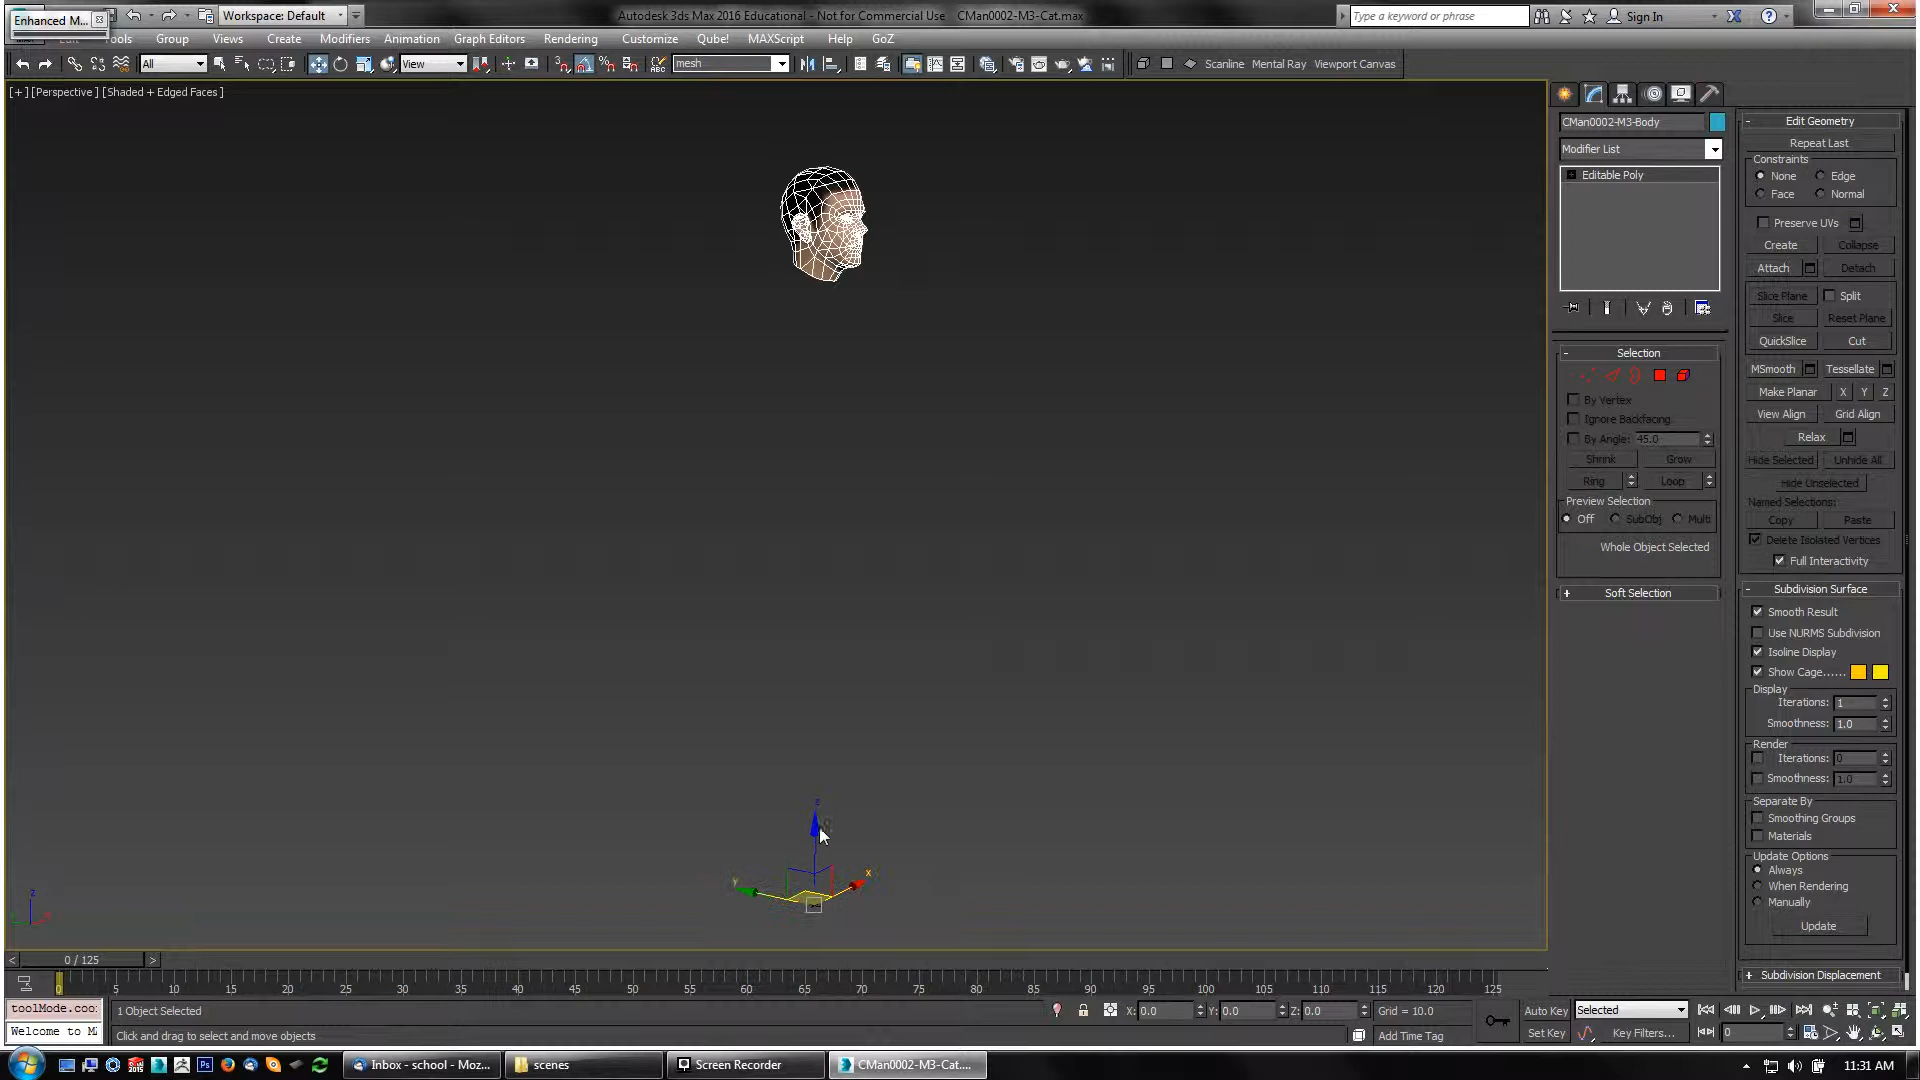 Enhanced M...
Workspace: Default
Autodesk 3ds Max 2016 Educational - Not for Commercial Use CMan0002-M3-Cat.max
Type a keyword or phrase
Sign In
Group Views Create Modifiers Animation Graph Editors Rendering Customize Qube! MAXScript Help GoZ
All
View
mesh
Scanline Mental Ray Viewport Canvas
[+] [Perspective] [Shaded + Edged Faces]
CMan0002-M3-Body
Modifier List
Editable Poly
Selection
By Vertex
Ignore Backfacing
By Angle: 45.0
Shrink Grow
Ring Loop
Preview Selection
Off SubObj Multi
Whole Object Selected
+ Soft Selection
- Edit Geometry
Repeat Last
Constraints
None Edge
Face Normal
Preserve UVs
Create Collapse
Attach Detach
Slice Plane Split
Slice Reset Plane
QuickSlice Cut
MSmooth Tessellate
Make Planar X Y Z
View Align Grid Align
Relax
Hide Selected Unhide All
Hide Unselected
Named Selections:
Copy Paste
Delete Isolated Vertices
Full Interactivity
- Subdivision Surface
Smooth Result
Use NURMS Subdivision
Isoline Display
Show Cage......
Display
Iterations: 1
Smoothness: 1.0
Render
Iterations: 0
Smoothness: 1.0
Separate By
Smoothing Groups
Materials
Update Options
Always
When Rendering
Manually
Update
+ Subdivision Displacement
z
y
x
z
< 0 / 125 >
0 5 10 15 20 25 30 35 40 45 50 55 60 65 70 75 80 85 90 95 100 105 110 115 120 125
toolMode.coo
1 Object Selected
X: 0.0 Y: 0.0 Z: 0.0 Grid = 10.0
Auto Key Selected
Welcome to M
Click and drag to select and move objects
Add Time Tag
Set Key Key Filters... 0
Inbox - school - Moz...
scenes
Screen Recorder
CMan0002-M3-Cat....
11:31 AM